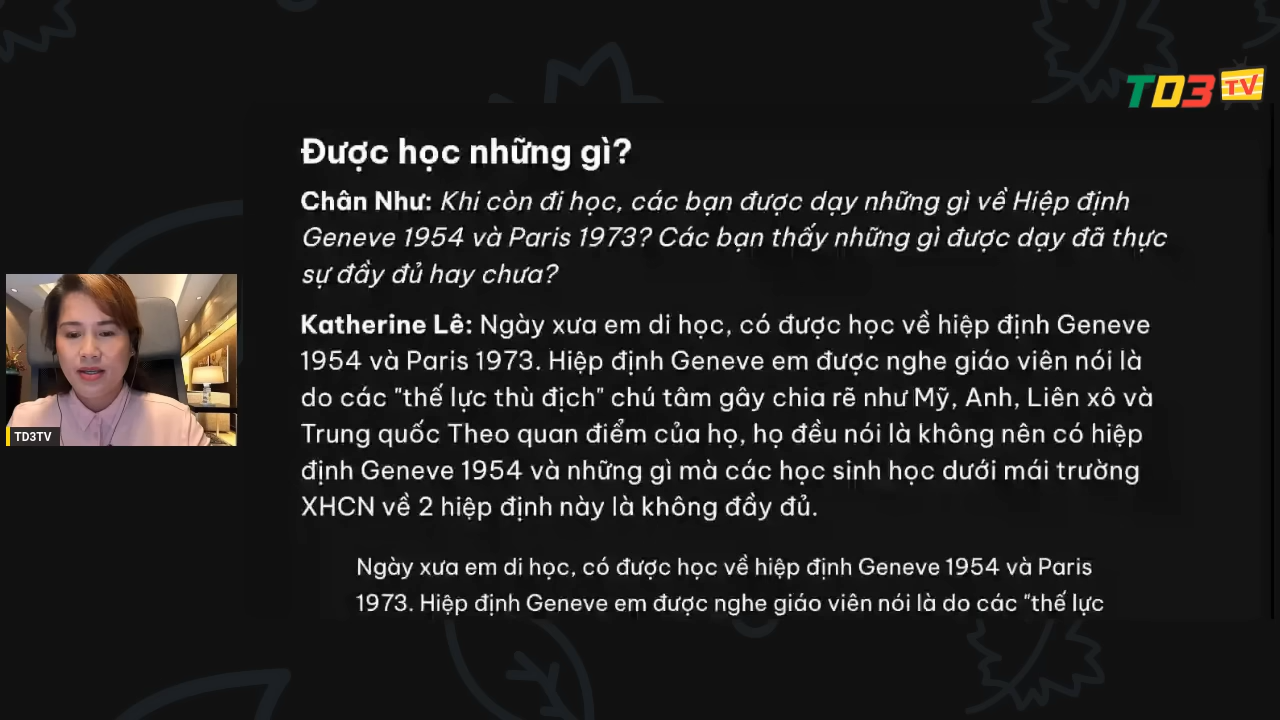 TD3 TV
Được học những gì?
Chân Như: Khi còn đi học, các bạn được dạy những gì về Hiệp định
Geneve 1954 và Paris 1973? Các bạn thấy những gì được dạy đã thực
sự đầy đủ hay chưa?
Katherine Lê: Ngày xưa em di học, có được học về hiệp định Geneve
1954 và Paris 1973. Hiệp định Geneve em được nghe giáo viên nói là
do các "thế lực thù địch" chú tâm gây chia rẽ như Mỹ, Anh, Liên xô và
Trung quốc Theo quan điểm của họ, họ đều nói là không nên có hiệp
định Geneve 1954 và những gì mà các học sinh học dưới mái trường
XHCN về 2 hiệp định này là không đầy đủ.
TD3TV
Ngày xưa em di học, có được học về hiệp định Geneve 1954 và Paris
1973. Hiệp định Geneve em được nghe giáo viên nói là do các "thế lực